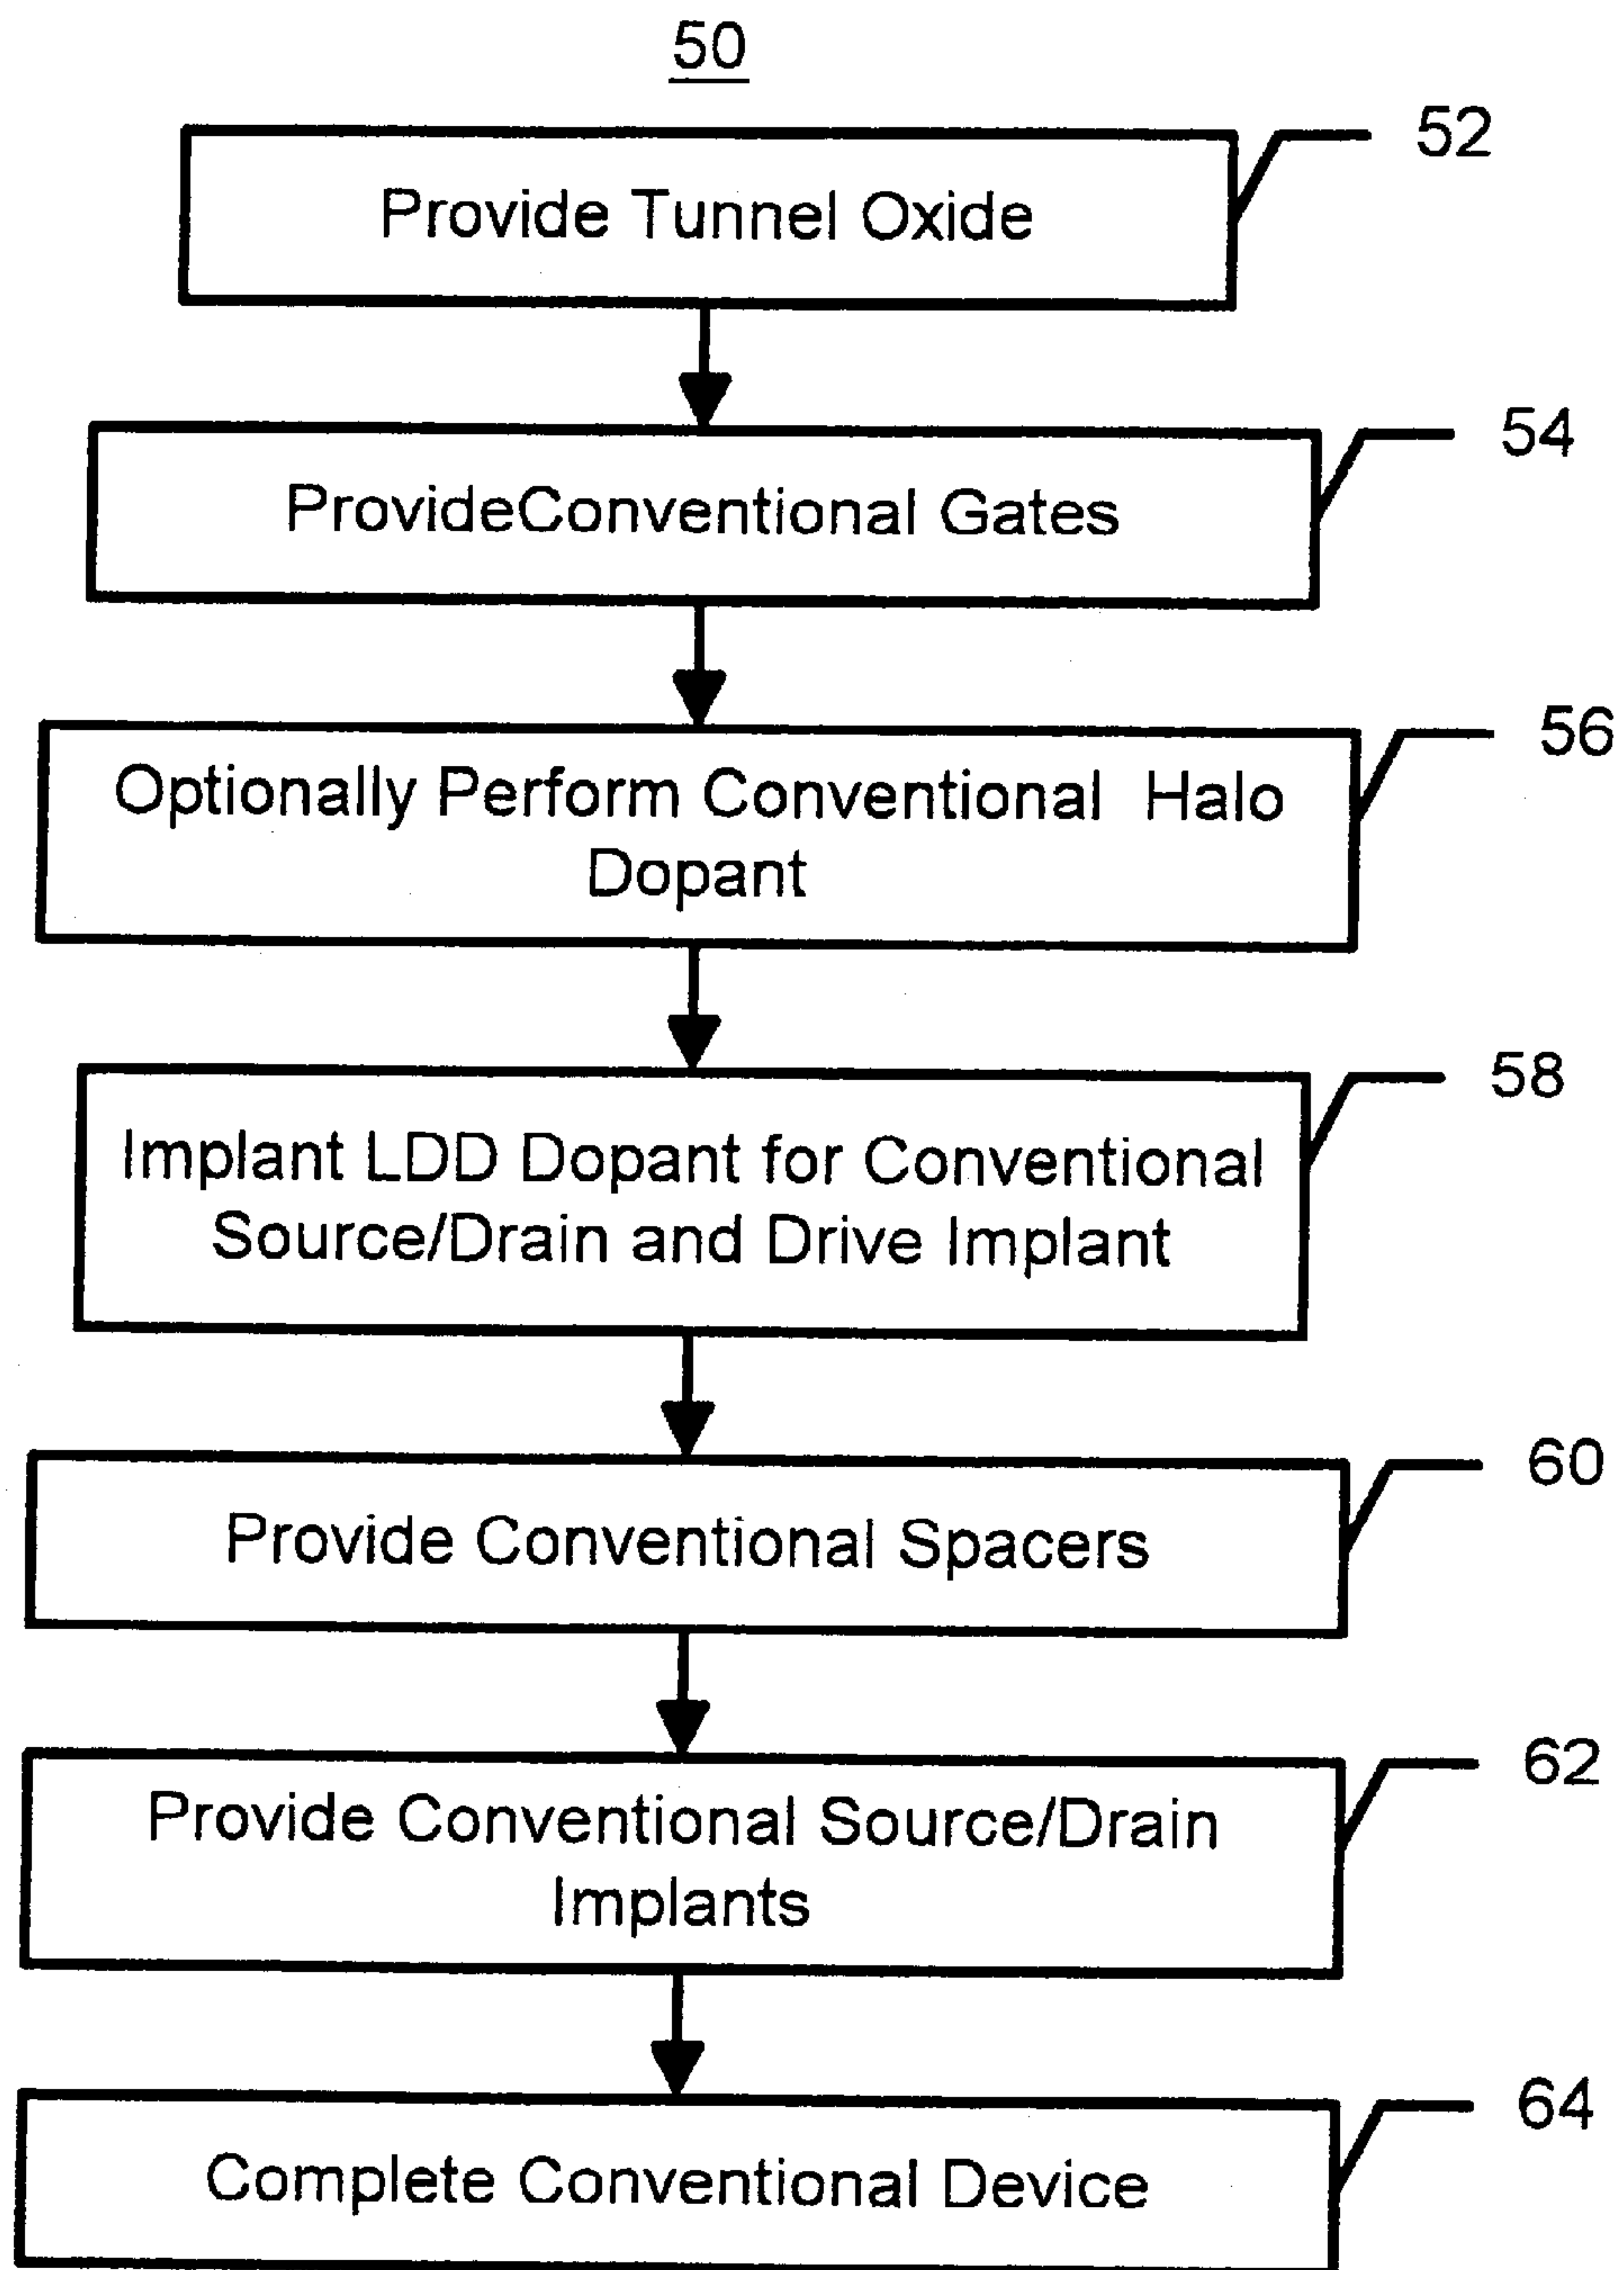 50
52
Provide Tunnel Oxide
54
ProvideConventional Gates
56
Optionally Perform Conventional Halo
Dopant
58
Implant LDD Dopant for Conventional
Source/Drain and Drive Implant
60
Provide Conventional Spacers
62
Provide Conventional Source/Drain
Implants
64
Complete Conventional Device